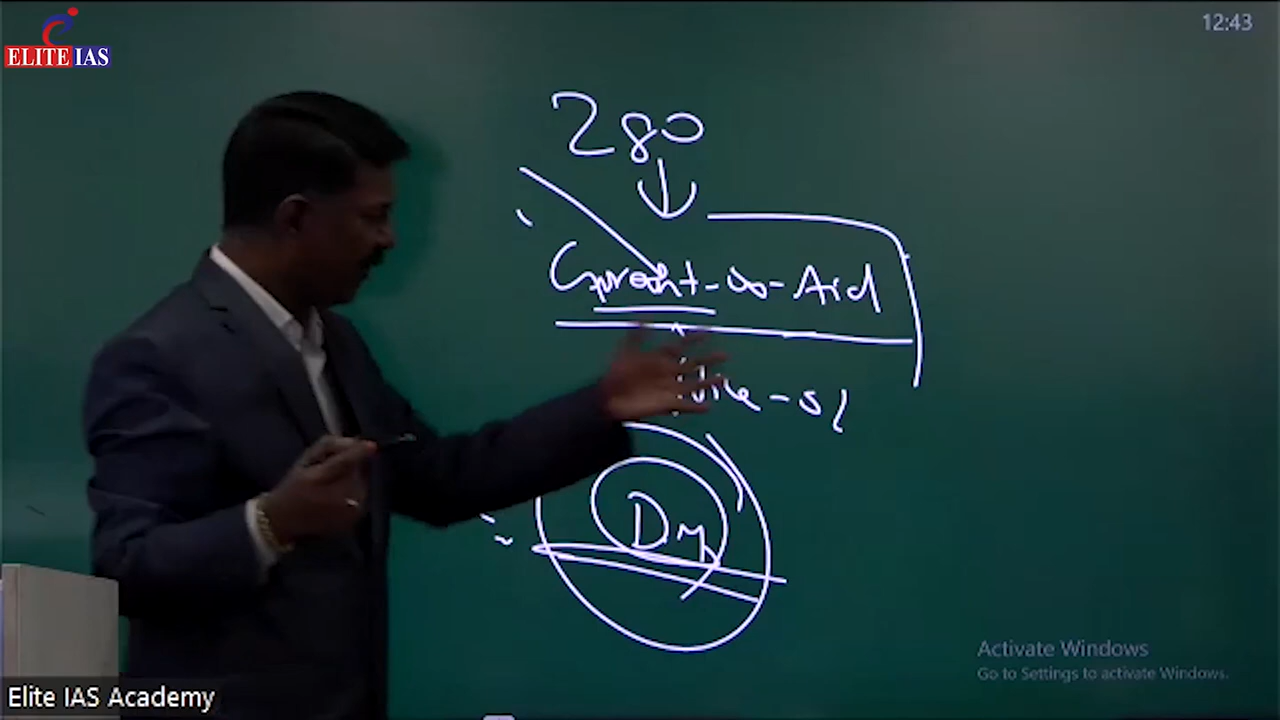 ELITE IAS
12:43
280
Grant-in-Aid
Dy
Activate Windows
Go to Settings to activate Windows.
Elite IAS Academy